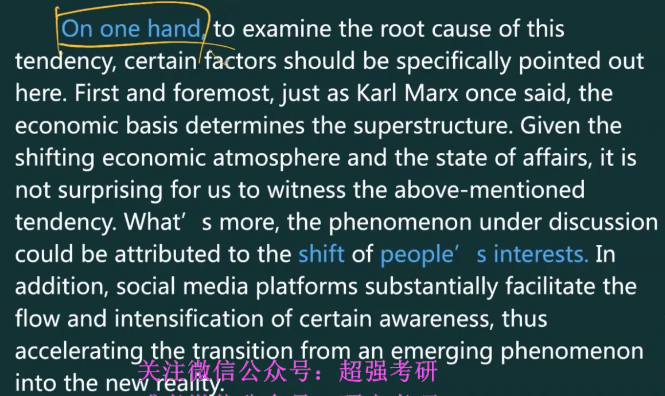 On one hand, to examine the root cause of this
tendency, certain factors should be specifically pointed out
here. First and foremost, just as Karl Marx once said, the
economic basis determines the superstructure. Given the
shifting economic atmosphere and the state of affairs, it is
not surprising for us to witness the above-mentioned
tendency. What's more, the phenomenon under discussion
could be attributed to the shift of people's interests. In
addition, social media platforms substantially facilitate the
flow and intensification of certain awareness, thus
accelerating the transition from an emerging phenomenon
关注微信公众号：超强考研
into the new reality.